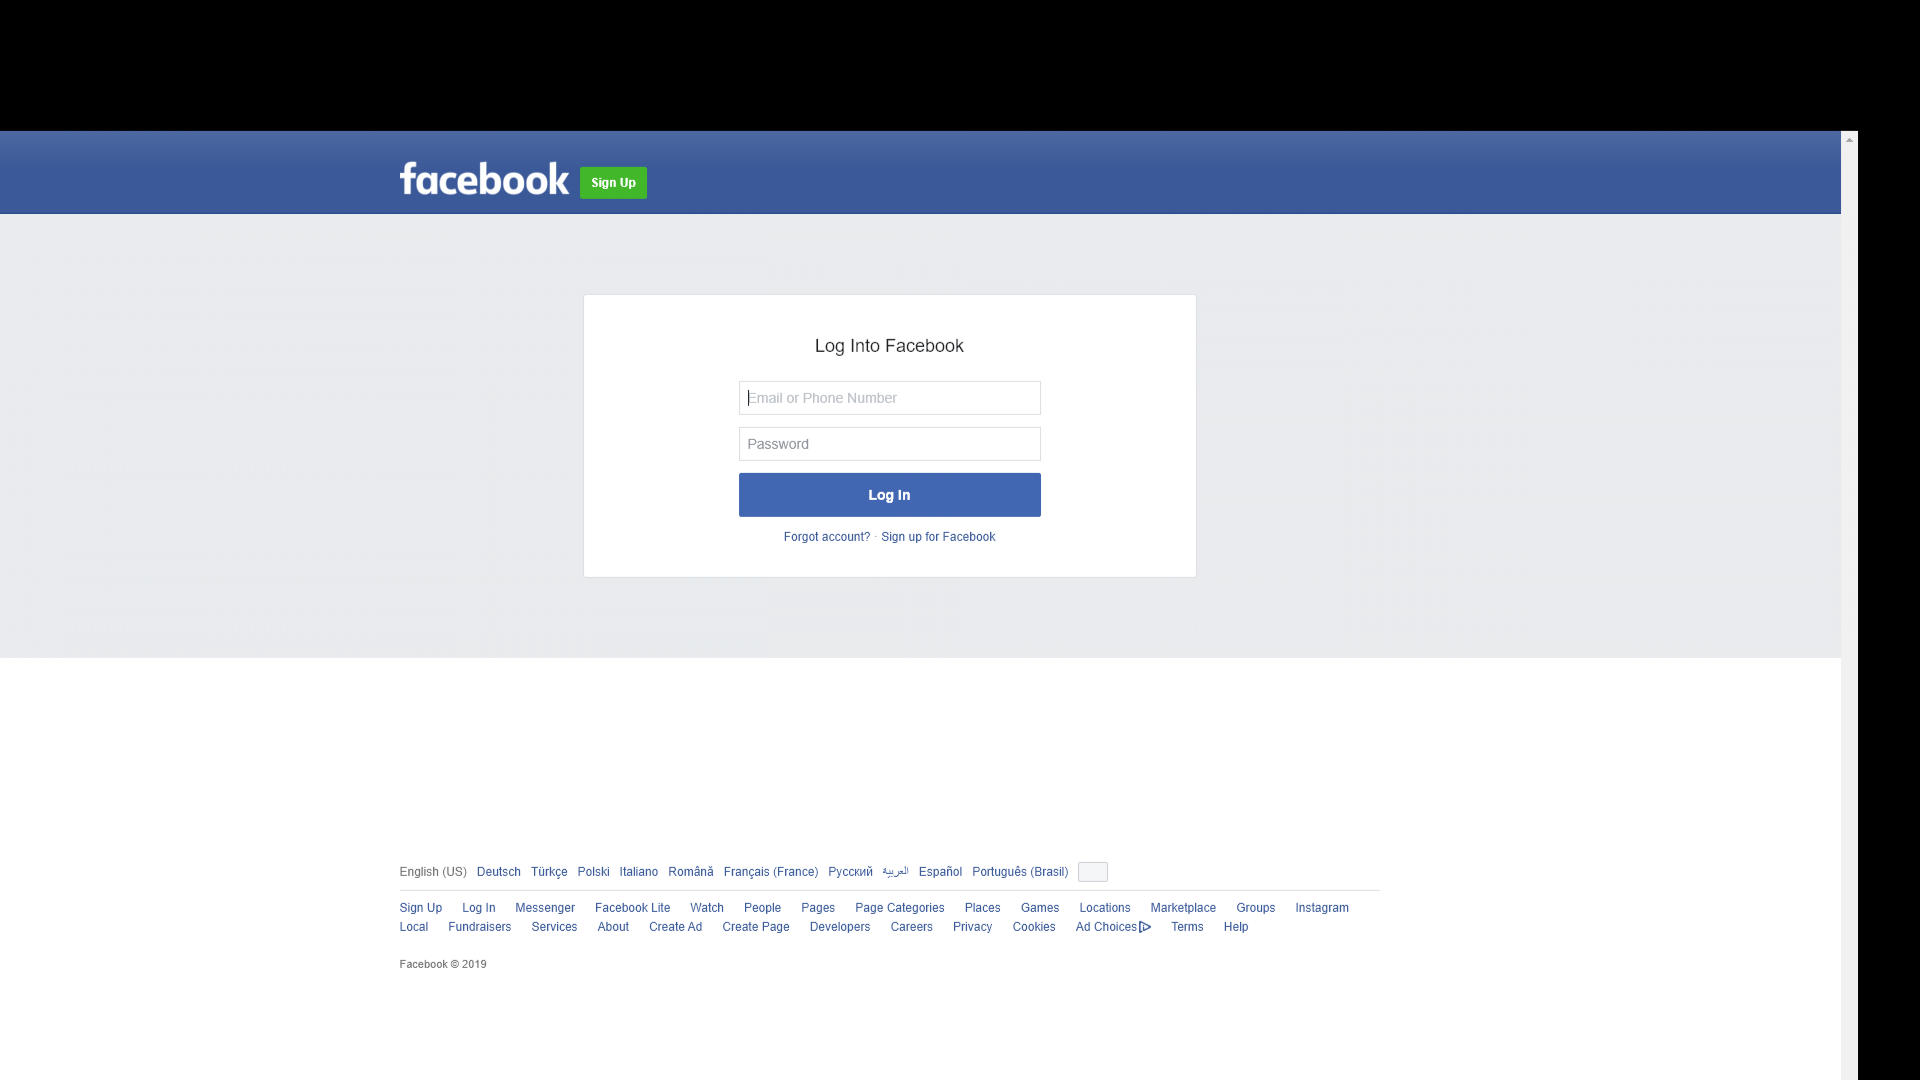 facebook Sign Up
Log Into Facebook
Email or Phone Number
Password
Log In
Forgot account? · Sign up for Facebook
English (US) Deutsch Türkçe Polski Italiano Română Français (France) Русский العربية Español Português (Brasil)
Sign Up Log In Messenger Facebook Lite Watch People Pages Page Categories Places Games Locations Marketplace Groups Instagram
Local Fundraisers Services About Create Ad Create Page Developers Careers Privacy Cookies Ad Choices Terms Help
Facebook © 2019